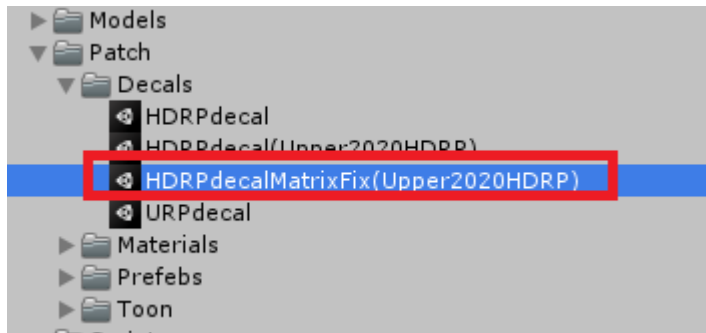 Models
Patch
Decals
HDRPdecal
HDRPdecal(Upper2020HDRP)
HDRPdecalMatrixFix(Upper2020HDRP)
URPdecal
Materials
Prefebs
Toon